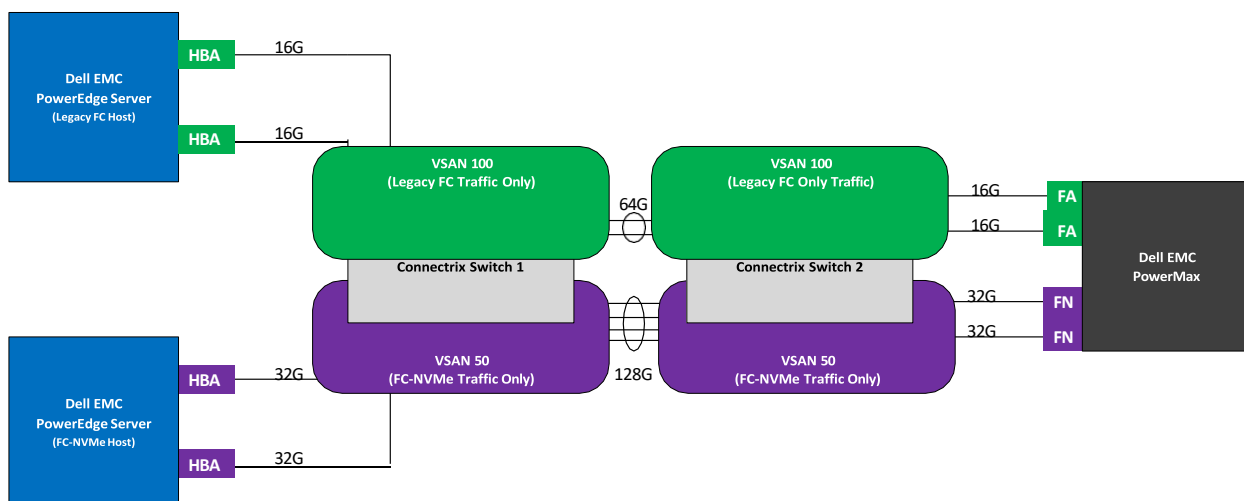 Dell EMC
PowerEdge Server
(Legacy FC Host)
HBA
16G
HBA
16G
VSAN 100
(Legacy FC Traffic Only)
64G
VSAN 100
(Legacy FC Only Traffic)
16G
FA
16G
FA
Connectrix Switch 1
Connectrix Switch 2
Dell EMC
PowerMax
32G
FN
32G
FN
VSAN 50
(FC-NVMe Traffic Only)
128G
VSAN 50
(FC-NVMe Traffic Only)
Dell EMC
PowerEdge Server
(FC-NVMe Host)
HBA
32G
HBA
32G